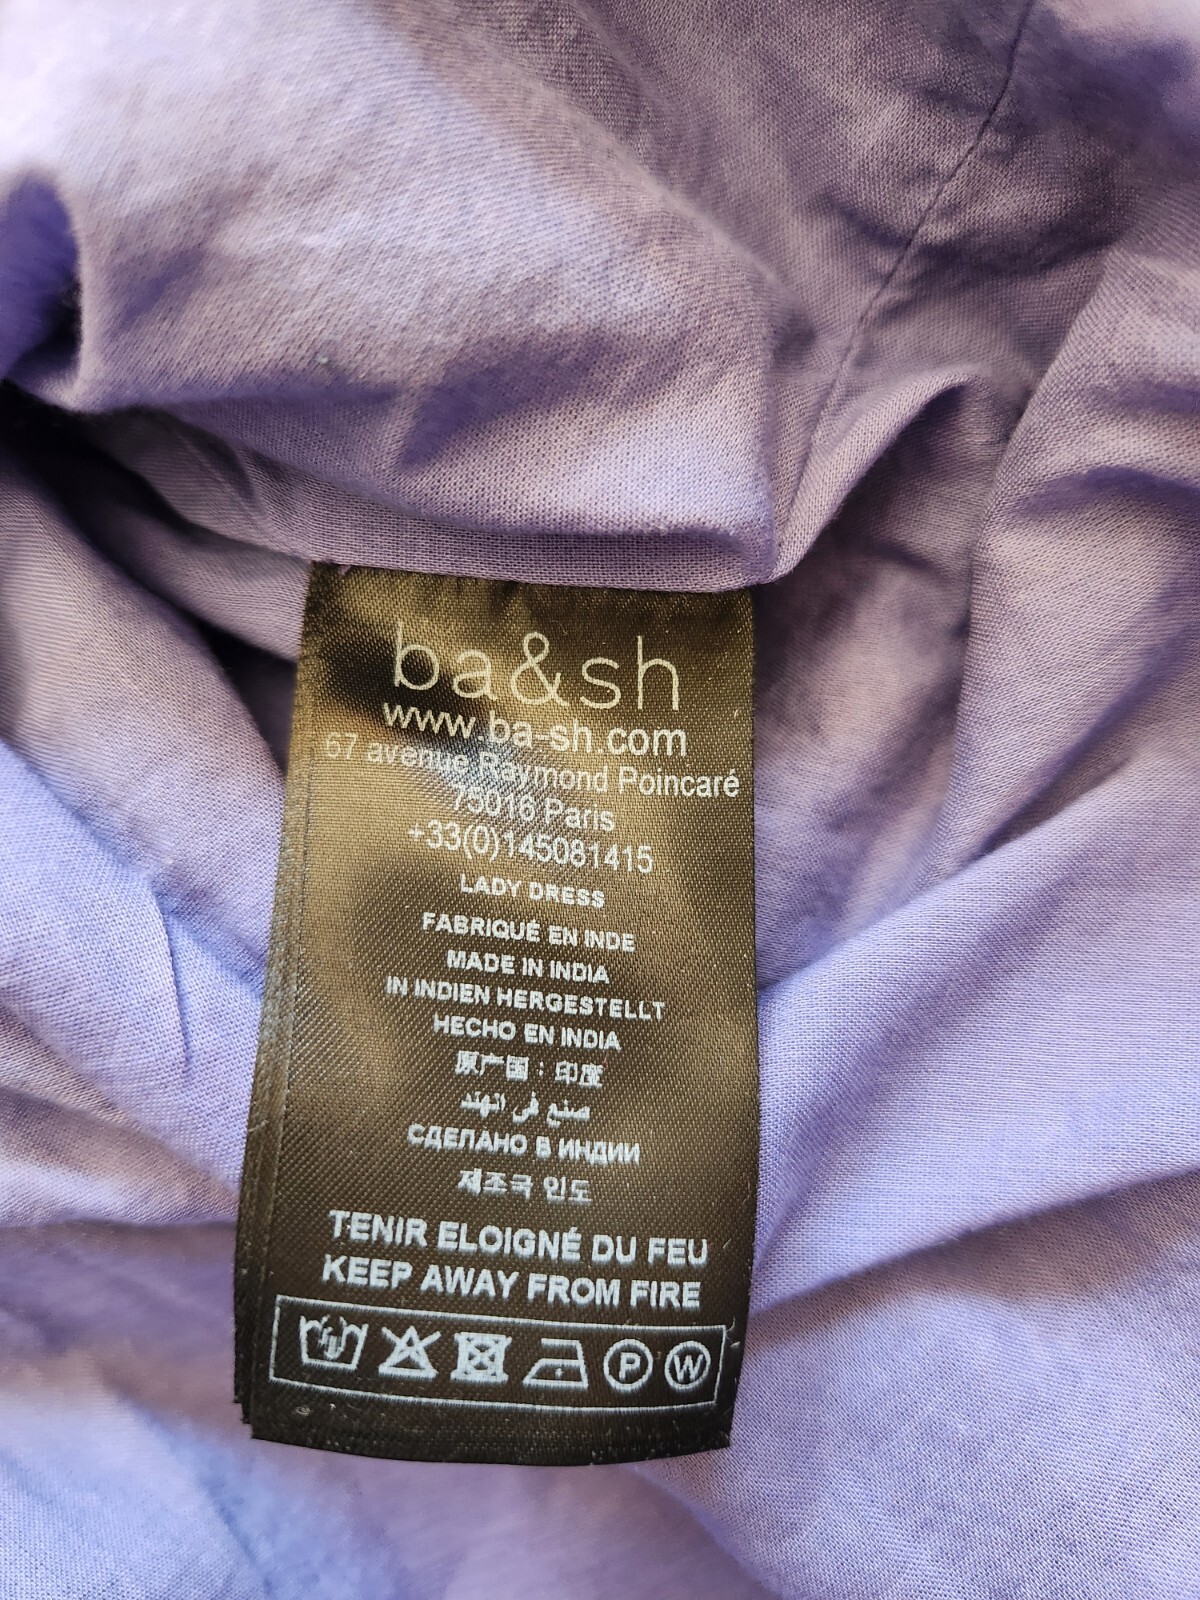 ba&sh
www.ba-sh.com
67 avenue Raymond Poincaré
75016 Paris
+33(0)145081415
LADY DRESS
FABRIQUÉ EN INDE
MADE IN INDIA
IN INDIEN HERGESTELLT
HECHO EN INDIA
原产国：印度
صنع في انهند
СДЕЛАНО В ИНДИИ
제조국 인도
TENIR ELOIGNÉ DU FEU
KEEP AWAY FROM FIRE
P W